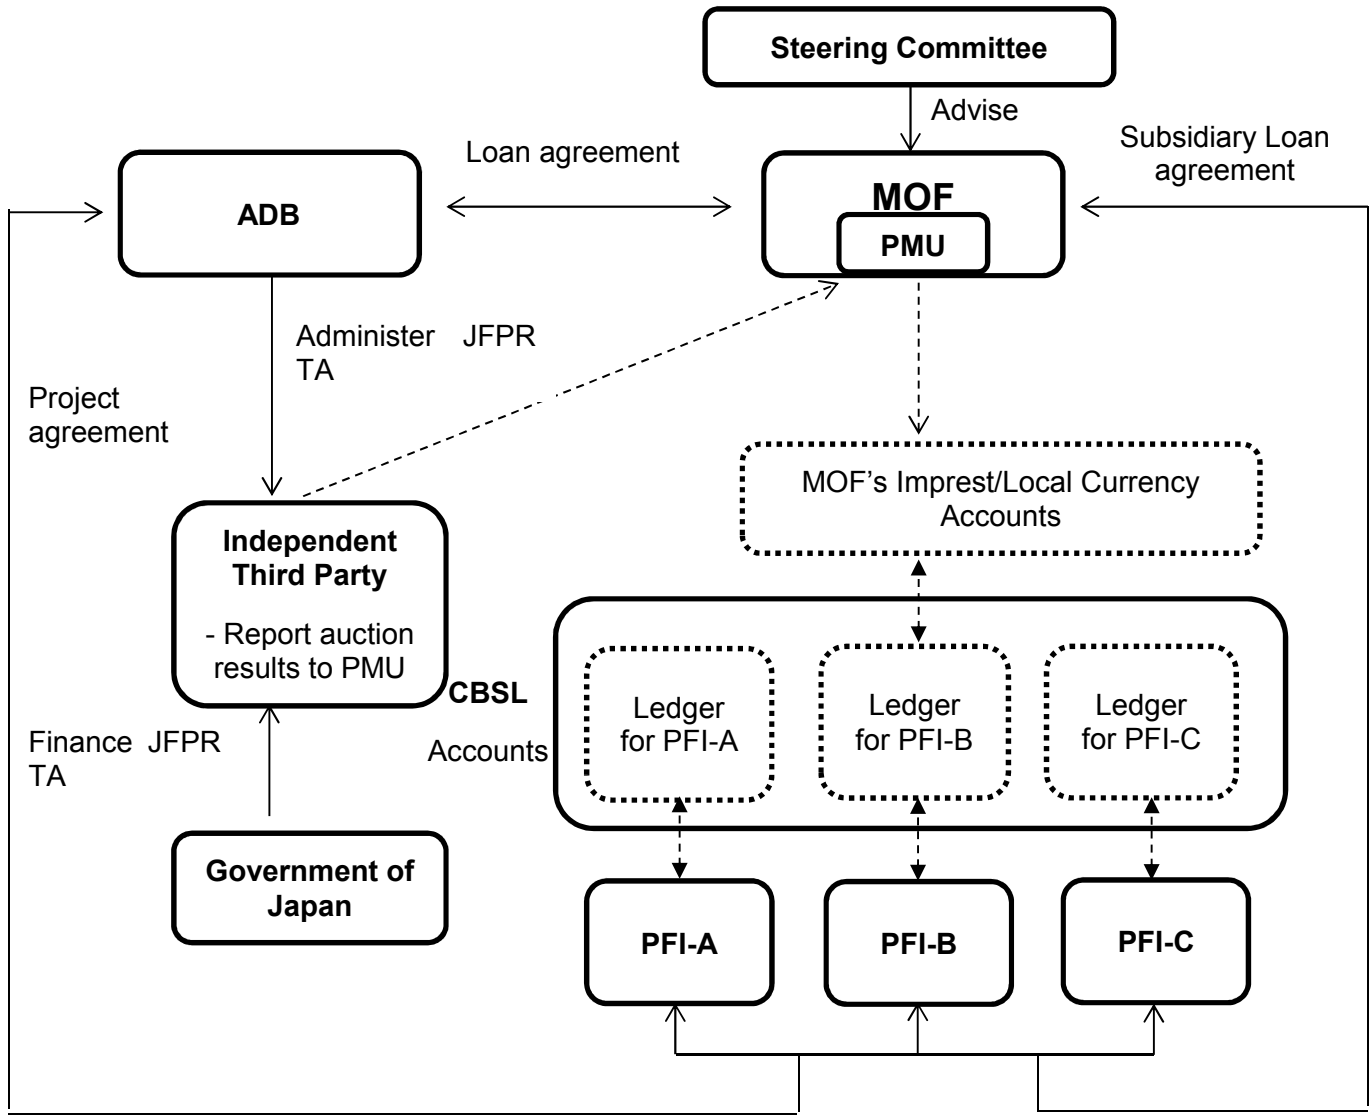 Steering Committee
Advise
Subsidiary Loan
agreement
Loan agreement
ADB
MOF
PMU
Administer JFPR
TA
Project
agreement
MOF’s Imprest/Local Currency
Accounts
Independent
Third Party
- Report auction
results to PMU
CBSL
Accounts
Ledger
for PFI-A
Ledger
for PFI-B
Ledger
for PFI-C
Finance JFPR
TA
Government of
Japan
PFI-A
PFI-B
PFI-C